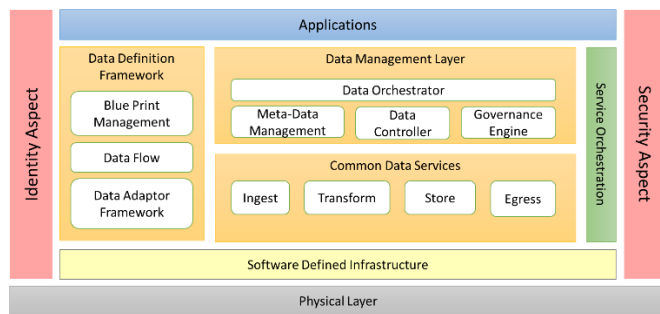 Applications
Identity Aspect
Data Definition
Framework
Blue Print
Management
Data Flow
Data Adaptor
Framework
Data Management Layer
Data Orchestrator
Meta-Data
Management
Data
Controller
Governance
Engine
Common Data Services
Ingest
Transform
Store
Egress
Service Orchestration
Security Aspect
Software Defined Infrastructure
Physical Layer